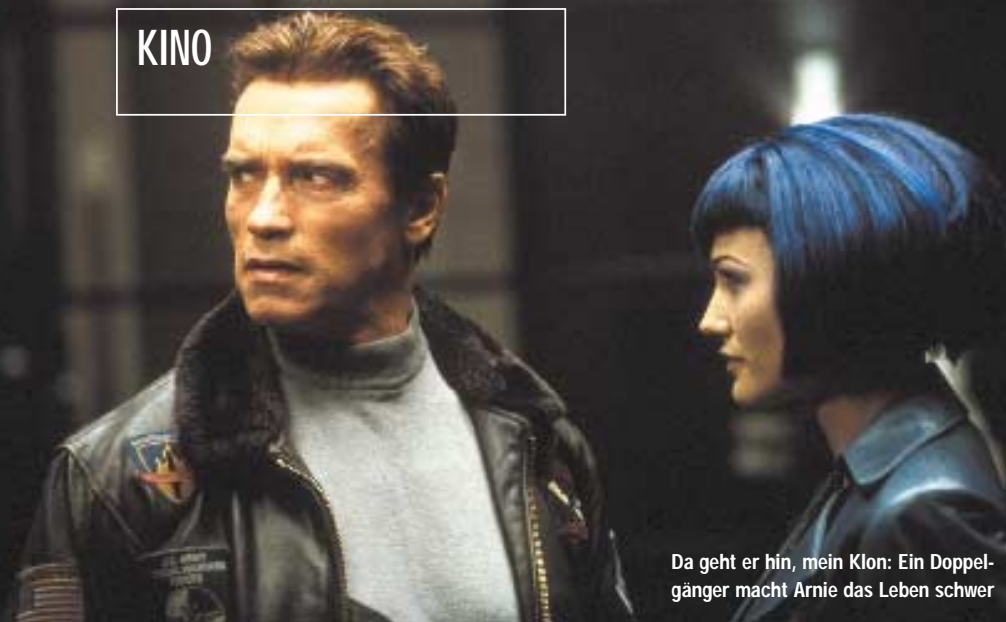 KINO
Da geht er hin, mein Klon: Ein Doppel-
gänger macht Arnie das Leben schwer